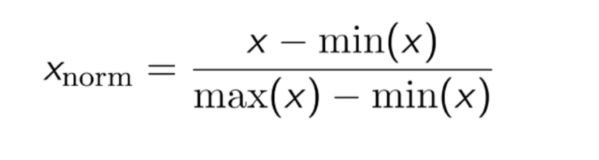 x_norm = (x − min(x)) / (max(x) − min(x))